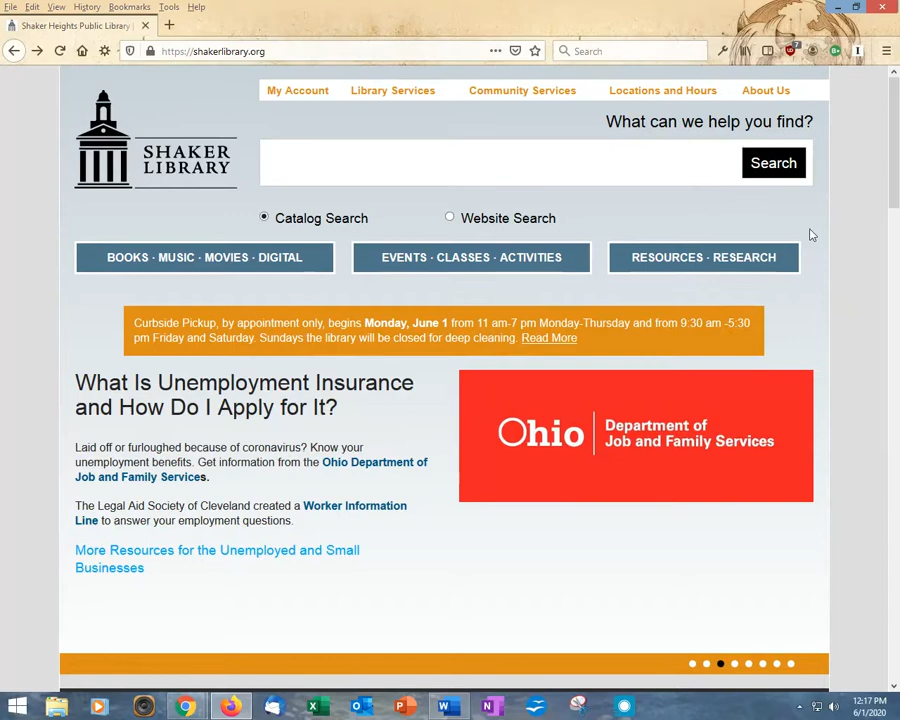 File Edit View History Bookmarks Tools Help
Shaker Heights Public Library
https://shakerlibrary.org
Search
My Account Library Services Community Services Locations and Hours About Us
What can we help you find?
SHAKER
LIBRARY
Search
Catalog Search Website Search
BOOKS · MUSIC · MOVIES · DIGITAL EVENTS · CLASSES · ACTIVITIES RESOURCES · RESEARCH
Curbside Pickup, by appointment only, begins Monday, June 1 from 11 am-7 pm Monday-Thursday and from 9:30 am -5:30
pm Friday and Saturday. Sundays the library will be closed for deep cleaning. Read More
What Is Unemployment Insurance
and How Do I Apply for It?
Laid off or furloughed because of coronavirus? Know your
unemployment benefits. Get information from the Ohio Department of
Job and Family Services.
The Legal Aid Society of Cleveland created a Worker Information
Line to answer your employment questions.
More Resources for the Unemployed and Small
Businesses
Ohio
Department of
Job and Family Services
12:17 PM
6/1/2020